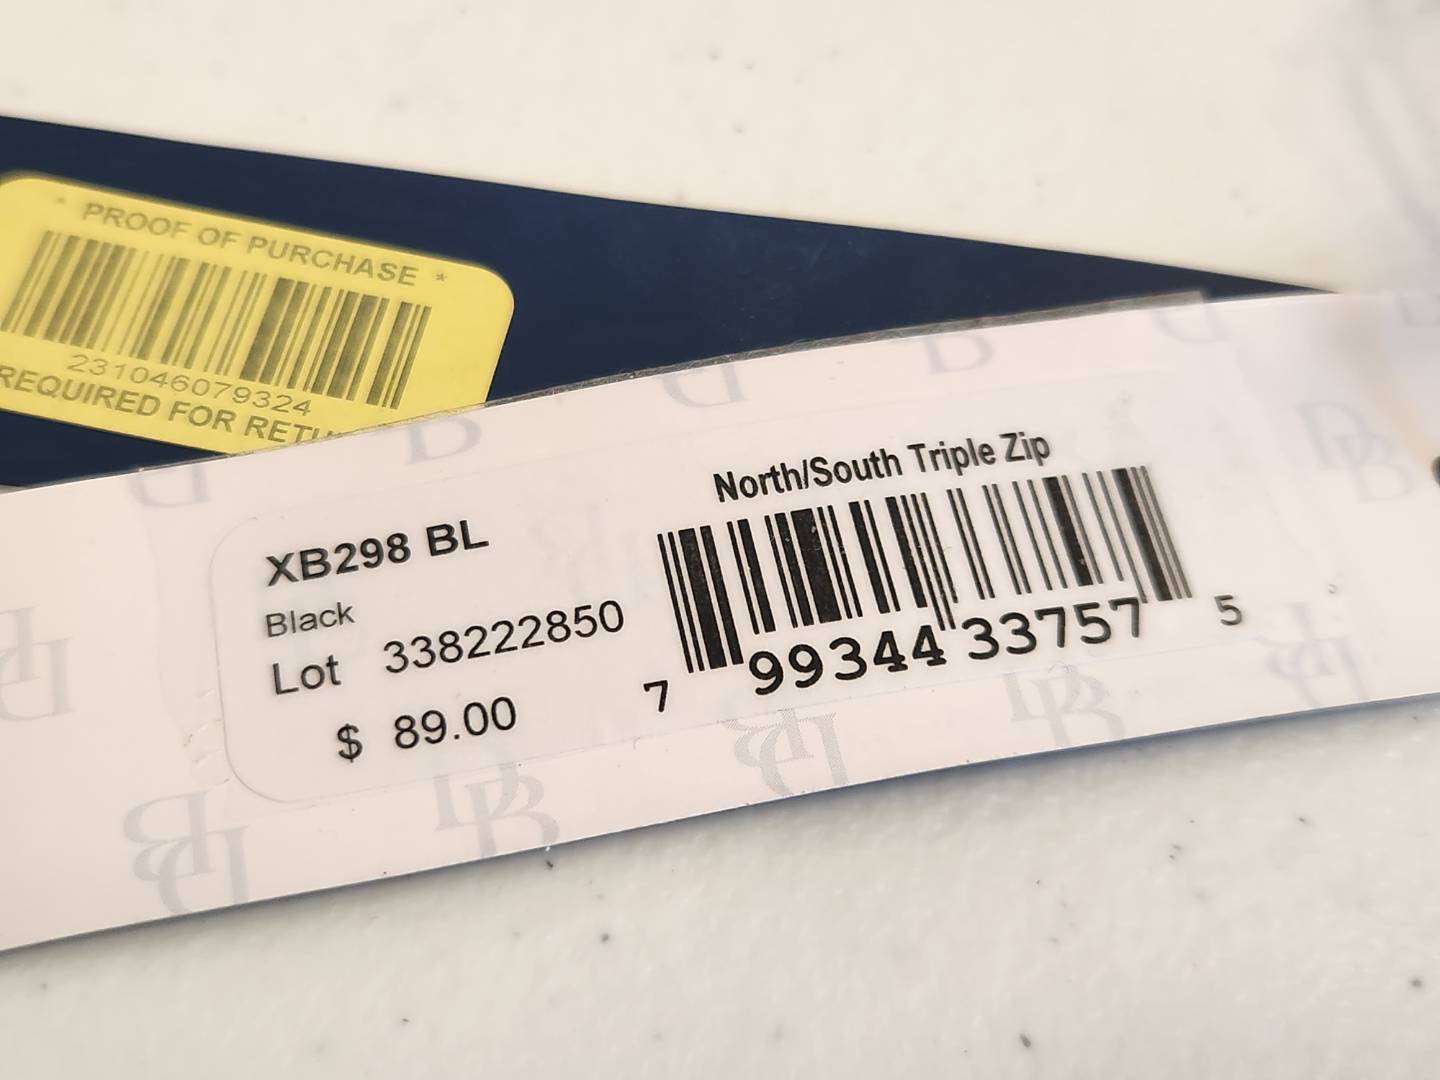 * PROOF OF PURCHASE *
231046079324
REQUIRED FOR
North/South Triple Zip
XB298 BL
Black
Lot 338222850
$ 89.00
7 99344 33757 5
DB